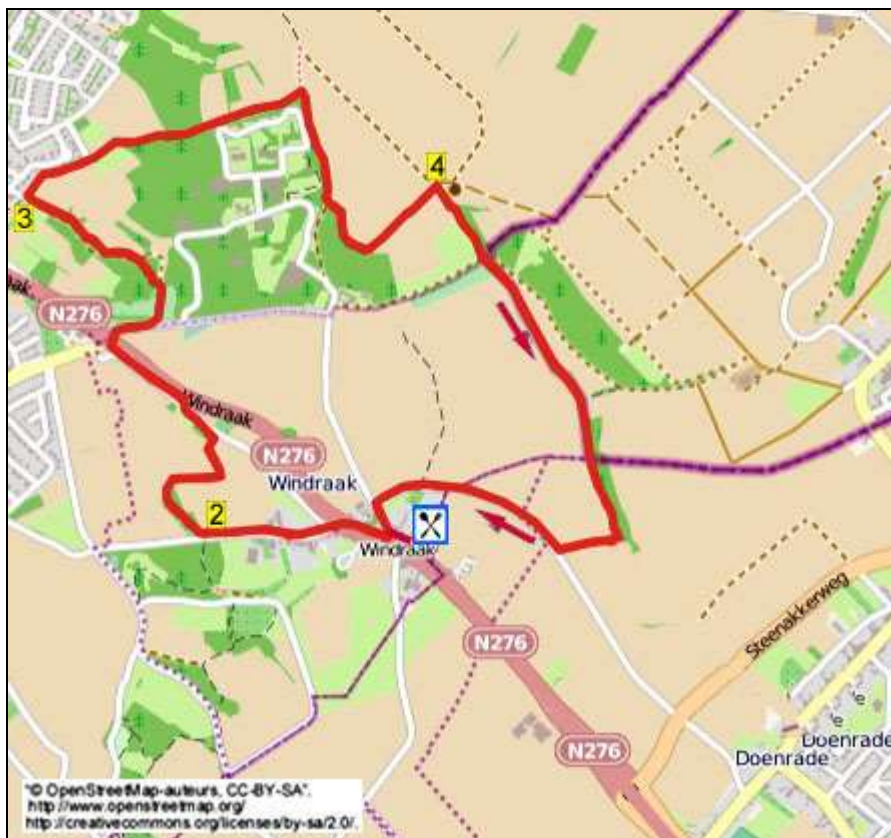 4
3
aak
N276
Windraak
N276
Windraak
2
Windraak
N276
Steenakkerweg
N276
Doenrade
Doenrade
"© OpenStreetMap-auteurs, CC-BY-SA".
http://www.openstreetmap.org/
http://creativecommons.org/licenses/by-sa/2.0/.